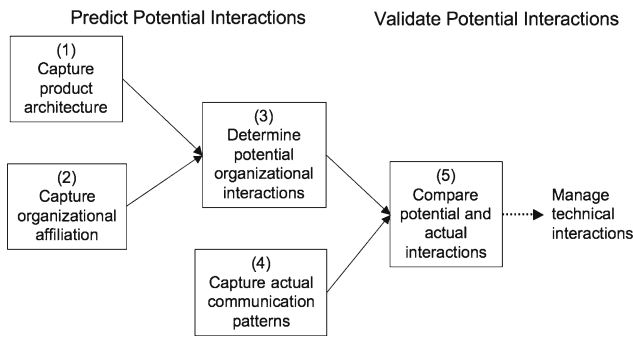 Predict Potential Interactions
Validate Potential Interactions
(1)
Capture
product
architecture
(2)
Capture
organizational
affiliation
(3)
Determine
potential
organizational
interactions
(4)
Capture actual
communication
patterns
(5)
Compare
potential and
actual
interactions
Manage
technical
interactions